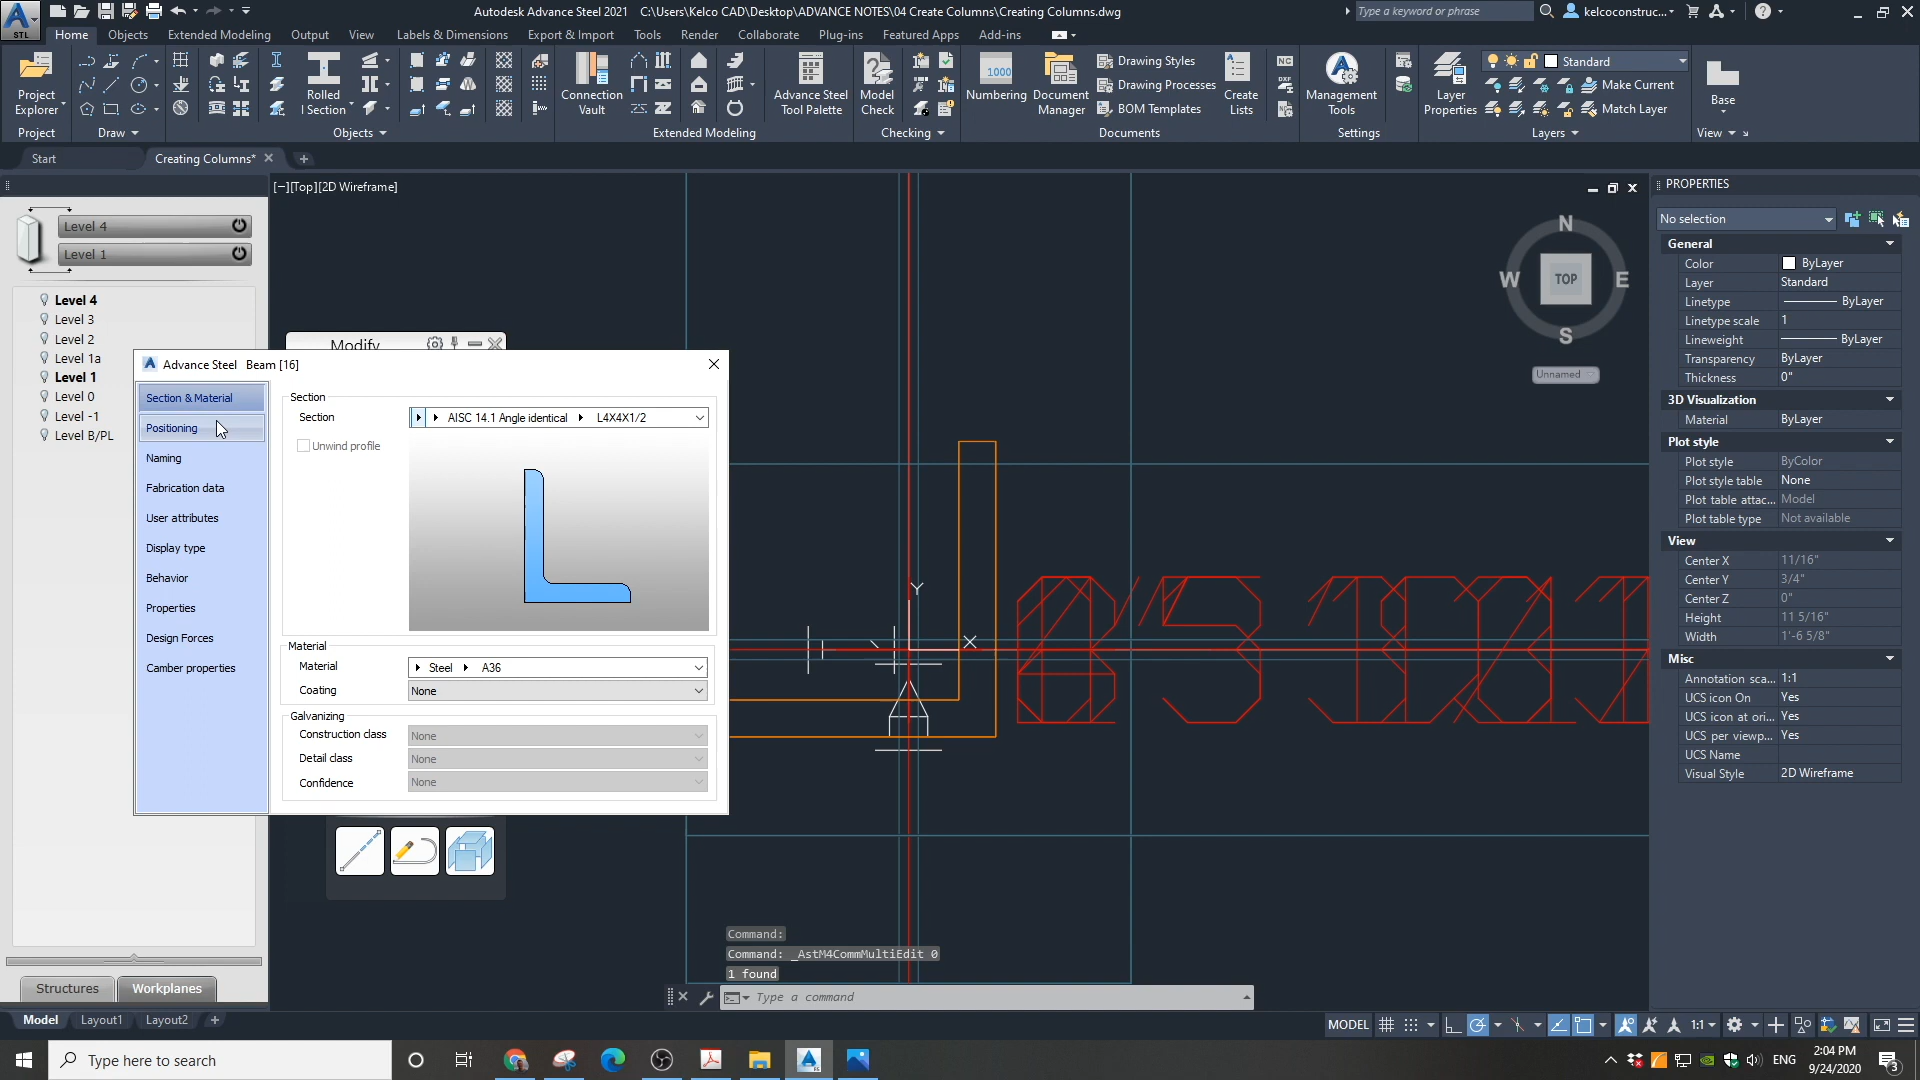 Autodesk Advance Steel 2021 C:\Users\Kelco CAD\Desktop\ADVANCE NOTES\04 Create Columns\Creating Columns.dwg
Type a keyword or phrase
kelcoconstruc...
STL
Home Objects Extended Modeling Output View Labels & Dimensions Export & Import Tools Render Collaborate Plug-ins Featured Apps Add-ins
Project Explorer
Rolled I Section
Connection Vault
Advance Steel Tool Palette
Model Check
1000
Numbering
Document Manager
Drawing Styles
Drawing Processes
BOM Templates
Create Lists
NC
DXF
Management Tools
Layer Properties
Standard
Make Current
Match Layer
Base
Project Draw Objects Extended Modeling Checking Documents Settings Layers View
Start
Creating Columns*
[−][Top][2D Wireframe]
Level 4
Level 1
Level 4
Level 3
Level 2
Level 1a
Level 1
Level 0
Level -1
Level B/PL
Structures
Workplanes
Modify
Advance Steel Beam [16]
Section & Material
Positioning
Naming
Fabrication data
User attributes
Display type
Behavior
Properties
Design Forces
Camber properties
Section
Section AISC 14.1 Angle identical L4X4X1/2
Unwind profile
Material
Material Steel A36
Coating None
Galvanizing
Construction class None
Detail class None
Confidence None
Y
X
N
W TOP E
S
Unnamed
PROPERTIES
No selection
General
Color ByLayer
Layer Standard
Linetype ByLayer
Linetype scale 1
Lineweight ByLayer
Transparency ByLayer
Thickness 0"
3D Visualization
Material ByLayer
Plot style
Plot style ByColor
Plot style table None
Plot table attac... Model
Plot table type Not available
View
Center X 11/16"
Center Y 3/4"
Center Z 0"
Height 11 5/16"
Width 1'-6 5/8"
Misc
Annotation sca... 1:1
UCS icon On Yes
UCS icon at ori... Yes
UCS per viewp... Yes
UCS Name
Visual Style 2D Wireframe
Command:
Command: _AstM4CommMultiEdit 0
1 found
Type a command
Model Layout1 Layout2
MODEL
1:1
Type here to search
ENG
2:04 PM
9/24/2020
3